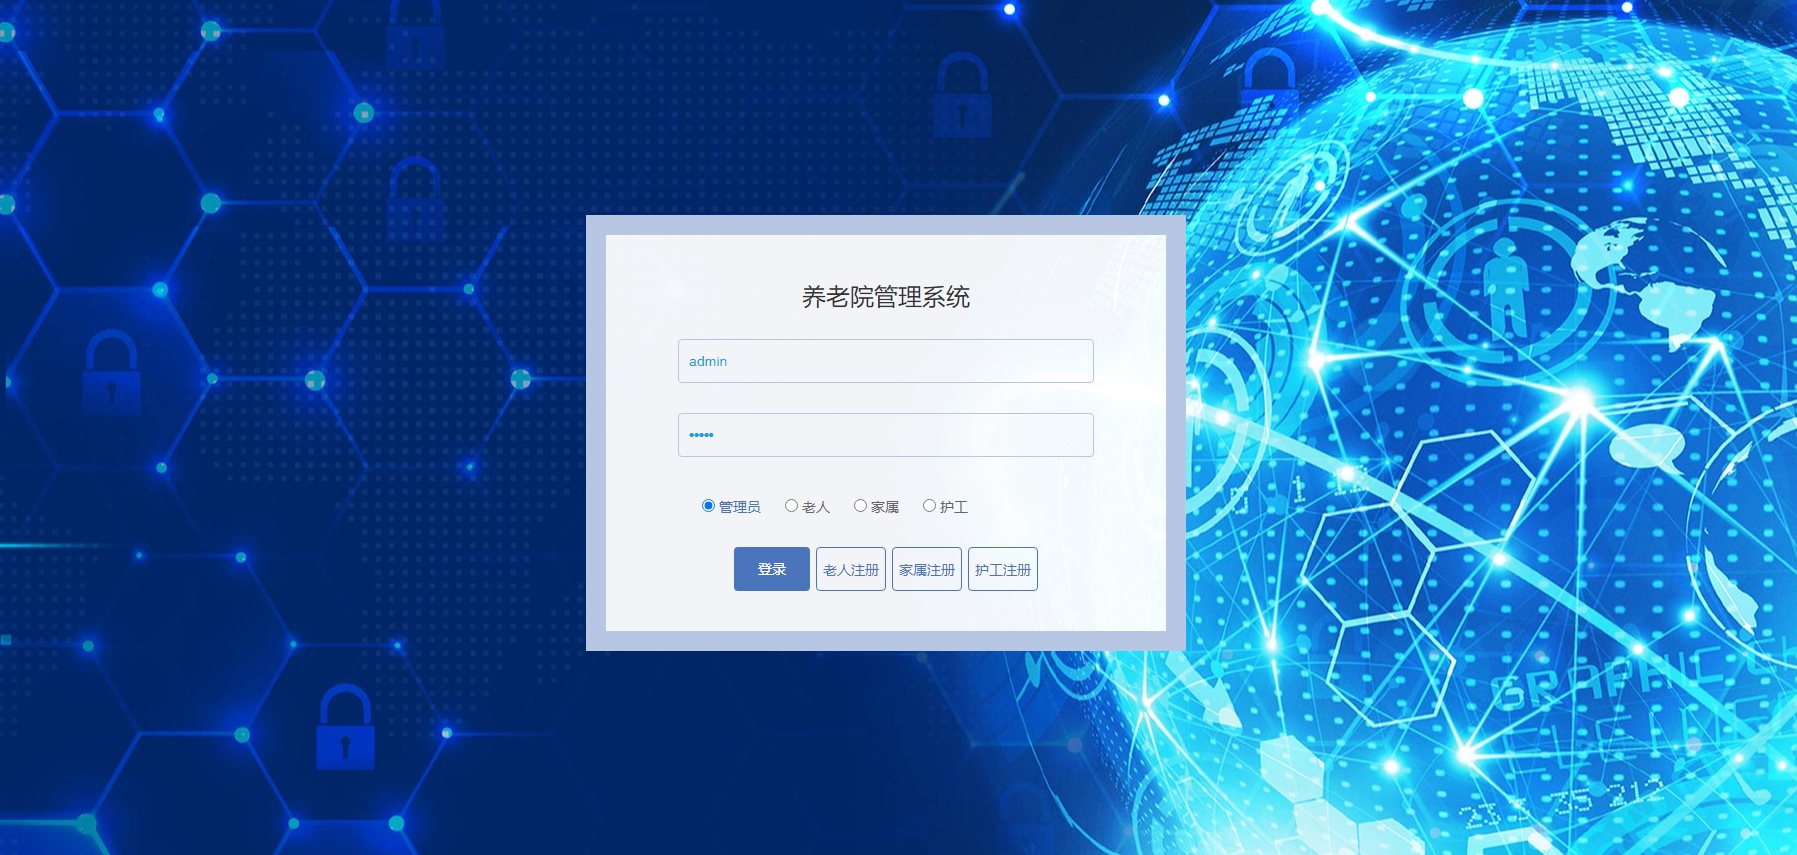 养老院管理系统
admin
•••••
管理员 老人 家属 护工
登录 老人注册 家属注册 护工注册
GRAPHIC